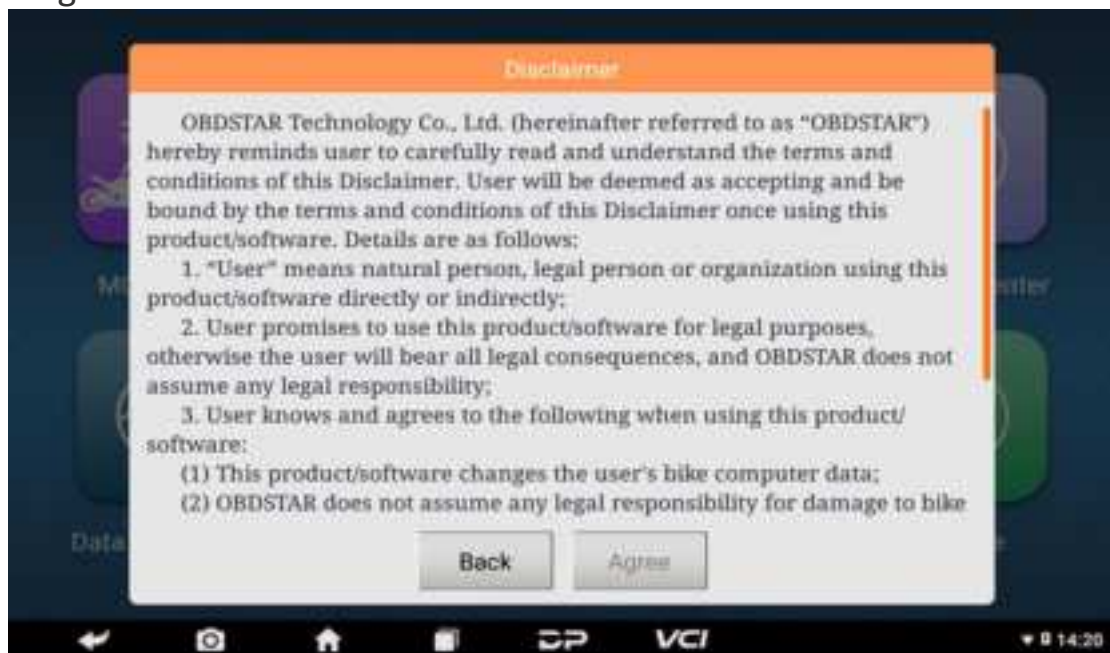 Disclaimer
OBDSTAR Technology Co., Ltd. (hereinafter referred to as “OBDSTAR”)
hereby reminds user to carefully read and understand the terms and
conditions of this Disclaimer. User will be deemed as accepting and be
bound by the terms and conditions of this Disclaimer once using this
product/software. Details are as follows:
1. “User” means natural person, legal person or organization using this
product/software directly or indirectly;
2. User promises to use this product/software for legal purposes,
otherwise the user will bear all legal consequences, and OBDSTAR does not
assume any legal responsibility;
3. User knows and agrees to the following when using this product/
software:
(1) This product/software changes the user's bike computer data;
(2) OBDSTAR does not assume any legal responsibility for damage to bike
Data
Back Agree
DP VCI 14:20